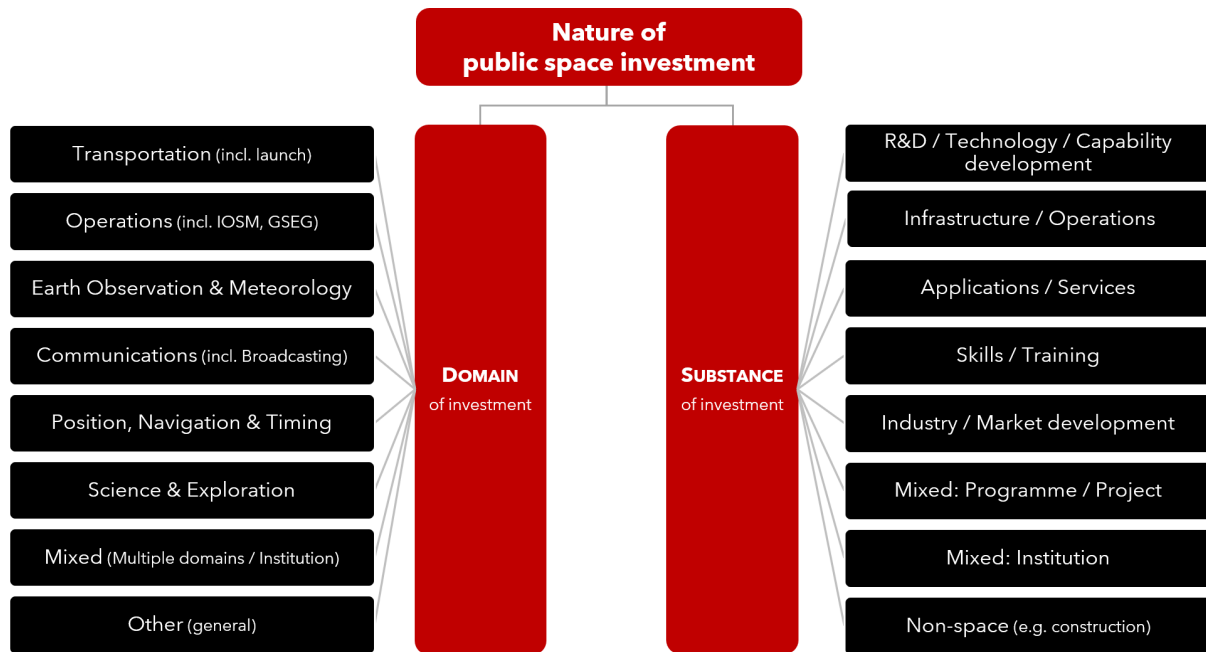 Nature of
public space investment
Transportation (incl. launch)
Operations (incl. IOSM, GSEG)
Earth Observation & Meteorology
Communications (incl. Broadcasting)
Position, Navigation & Timing
Science & Exploration
Mixed (Multiple domains / Institution)
Other (general)
DOMAIN
of investment
SUBSTANCE
of investment
R&D / Technology / Capability
development
Infrastructure / Operations
Applications / Services
Skills / Training
Industry / Market development
Mixed: Programme / Project
Mixed: Institution
Non-space (e.g. construction)